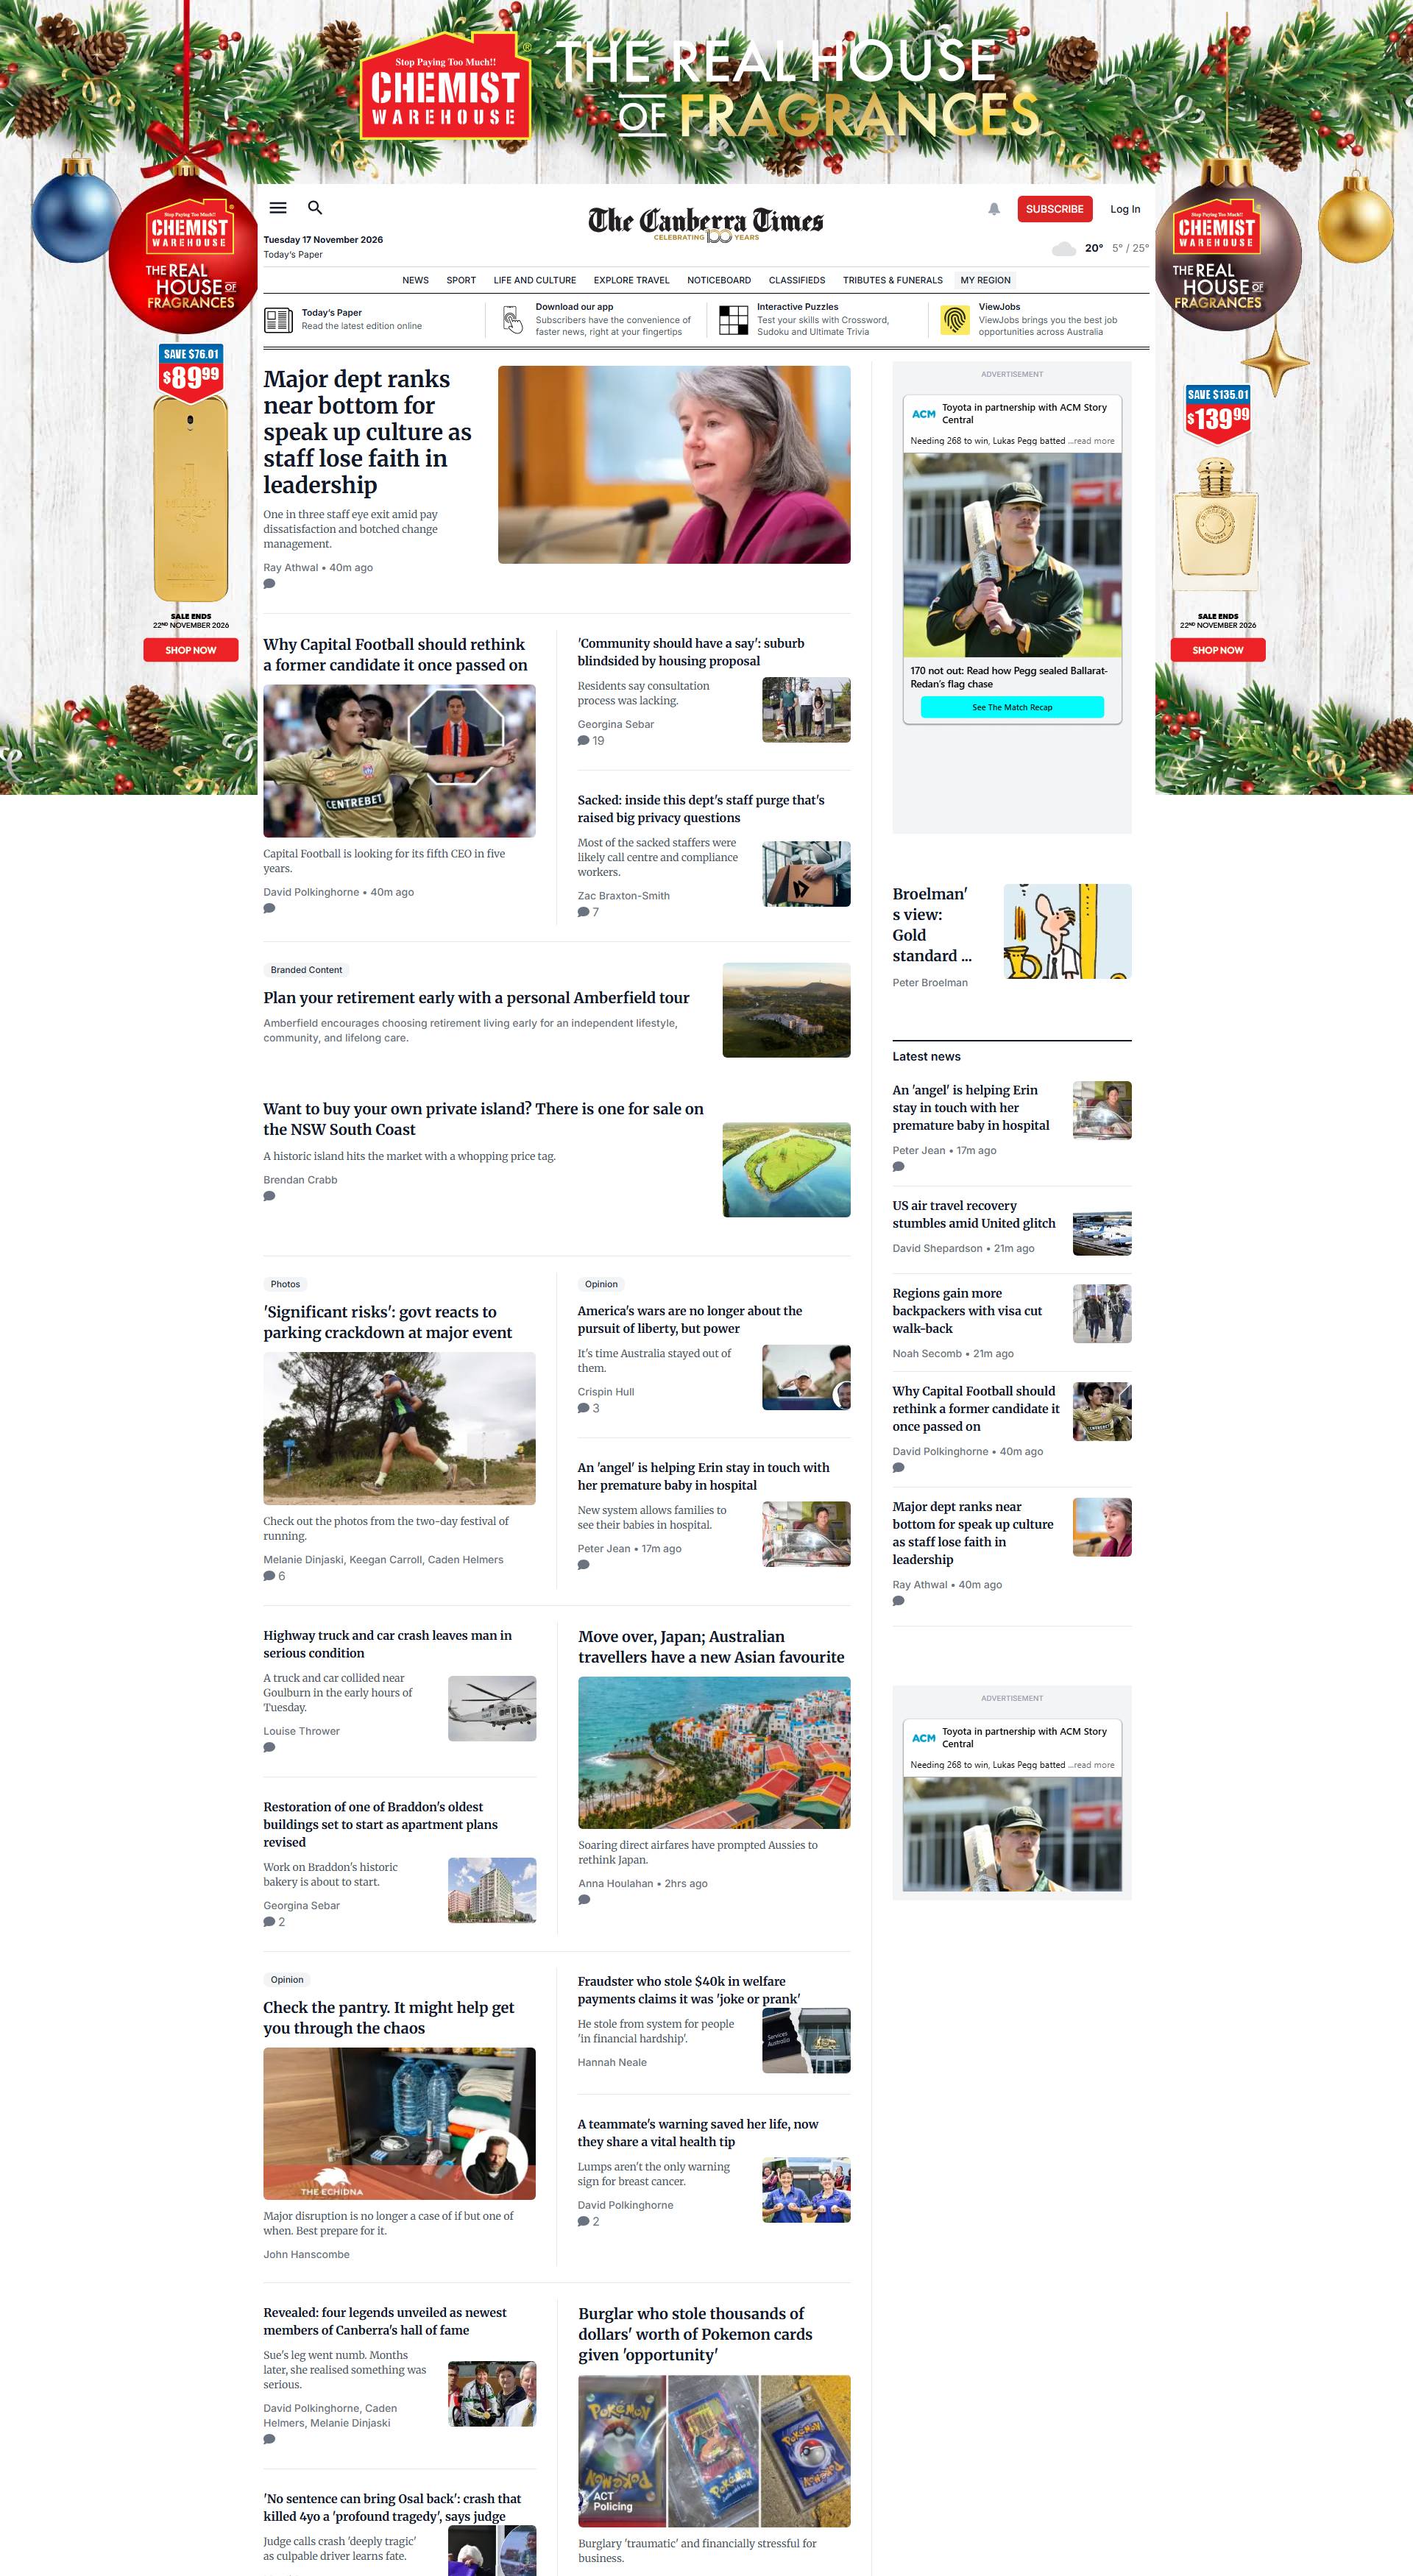 Stop Paying Too Much!!
CHEMIST
WAREHOUSE
®
THE REAL HOUSE
OF FRAGRANCES
Stop Paying Too Much!!
CHEMIST
WAREHOUSE
THE REAL
HOUSE OF
FRAGRANCES
SAVE $76.01
$89.99
SALE ENDS
22ND NOVEMBER 2026
SHOP NOW
Stop Paying Too Much!!
CHEMIST
WAREHOUSE
THE REAL
HOUSE OF
FRAGRANCES
SAVE $135.01
$139.99
SALE ENDS
22ND NOVEMBER 2026
SHOP NOW
The Canberra Times
CELEBRATING 100 YEARS
SUBSCRIBE
Log In
Tuesday 17 November 2026
Today's Paper
20° 5° / 25°
NEWS SPORT LIFE AND CULTURE EXPLORE TRAVEL NOTICEBOARD CLASSIFIEDS TRIBUTES & FUNERALS MY REGION
Today's Paper
Read the latest edition online
Download our app
Subscribers have the convenience of
faster news, right at your fingertips
Interactive Puzzles
Test your skills with Crossword,
Sudoku and Ultimate Trivia
ViewJobs
ViewJobs brings you the best job
opportunities across Australia
Major dept ranks
near bottom for
speak up culture as
staff lose faith in
leadership
One in three staff eye exit amid pay
dissatisfaction and botched change
management.
Ray Athwal • 40m ago
Why Capital Football should rethink
a former candidate it once passed on
CENTREBET
Capital Football is looking for its fifth CEO in five
years.
David Polkinghorne • 40m ago
'Community should have a say': suburb
blindsided by housing proposal
Residents say consultation
process was lacking.
Georgina Sebar
19
Sacked: inside this dept's staff purge that's
raised big privacy questions
Most of the sacked staffers were
likely call centre and compliance
workers.
Zac Braxton-Smith
7
Branded Content
Plan your retirement early with a personal Amberfield tour
Amberfield encourages choosing retirement living early for an independent lifestyle,
community, and lifelong care.
Want to buy your own private island? There is one for sale on
the NSW South Coast
A historic island hits the market with a whopping price tag.
Brendan Crabb
Photos
'Significant risks': govt reacts to
parking crackdown at major event
Check out the photos from the two-day festival of
running.
Melanie Dinjaski, Keegan Carroll, Caden Helmers
6
Opinion
America's wars are no longer about the
pursuit of liberty, but power
It's time Australia stayed out of
them.
Crispin Hull
3
An 'angel' is helping Erin stay in touch with
her premature baby in hospital
New system allows families to
see their babies in hospital.
Peter Jean • 17m ago
Highway truck and car crash leaves man in
serious condition
A truck and car collided near
Goulburn in the early hours of
Tuesday.
Louise Thrower
Restoration of one of Braddon's oldest
buildings set to start as apartment plans
revised
Work on Braddon's historic
bakery is about to start.
Georgina Sebar
2
Move over, Japan; Australian
travellers have a new Asian favourite
Soaring direct airfares have prompted Aussies to
rethink Japan.
Anna Houlahan • 2hrs ago
Opinion
Check the pantry. It might help get
you through the chaos
THE ECHIDNA
Major disruption is no longer a case of if but one of
when. Best prepare for it.
John Hanscombe
Fraudster who stole $40k in welfare
payments claims it was 'joke or prank'
He stole from system for people
'in financial hardship'.
Services
Australia
Hannah Neale
A teammate's warning saved her life, now
they share a vital health tip
Lumps aren't the only warning
sign for breast cancer.
David Polkinghorne
2
Revealed: four legends unveiled as newest
members of Canberra's hall of fame
Sue's leg went numb. Months
later, she realised something was
serious.
David Polkinghorne, Caden
Helmers, Melanie Dinjaski
'No sentence can bring Osal back': crash that
killed 4yo a 'profound tragedy', says judge
Judge calls crash 'deeply tragic'
as culpable driver learns fate.
Burglar who stole thousands of
dollars' worth of Pokemon cards
given 'opportunity'
POKéMON
POKéMON
POKéMON
POKéMON
ACT
Policing
Burglary 'traumatic' and financially stressful for
business.
ADVERTISEMENT
ACM
Toyota in partnership with ACM Story
Central
Needing 268 to win, Lukas Pegg batted ...read more
170 not out: Read how Pegg sealed Ballarat-
Redan's flag chase
See The Match Recap
Broelman'
s view:
Gold
standard ...
Peter Broelman
Latest news
An 'angel' is helping Erin
stay in touch with her
premature baby in hospital
Peter Jean • 17m ago
US air travel recovery
stumbles amid United glitch
David Shepardson • 21m ago
Regions gain more
backpackers with visa cut
walk-back
Noah Secomb • 21m ago
Why Capital Football should
rethink a former candidate it
once passed on
David Polkinghorne • 40m ago
Major dept ranks near
bottom for speak up culture
as staff lose faith in
leadership
Ray Athwal • 40m ago
ADVERTISEMENT
ACM
Toyota in partnership with ACM Story
Central
Needing 268 to win, Lukas Pegg batted ...read more